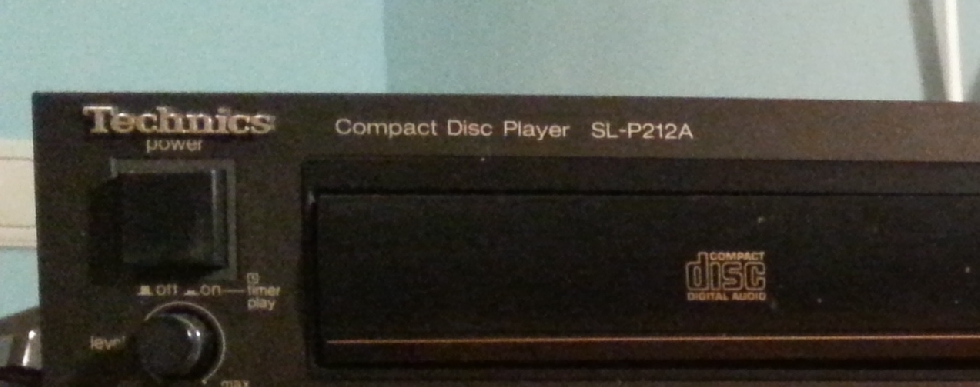 Technics
Compact Disc Player SL-P212A
power
COMPACT
disc
DIGITAL AUDIO
off on
timer
play
level
max